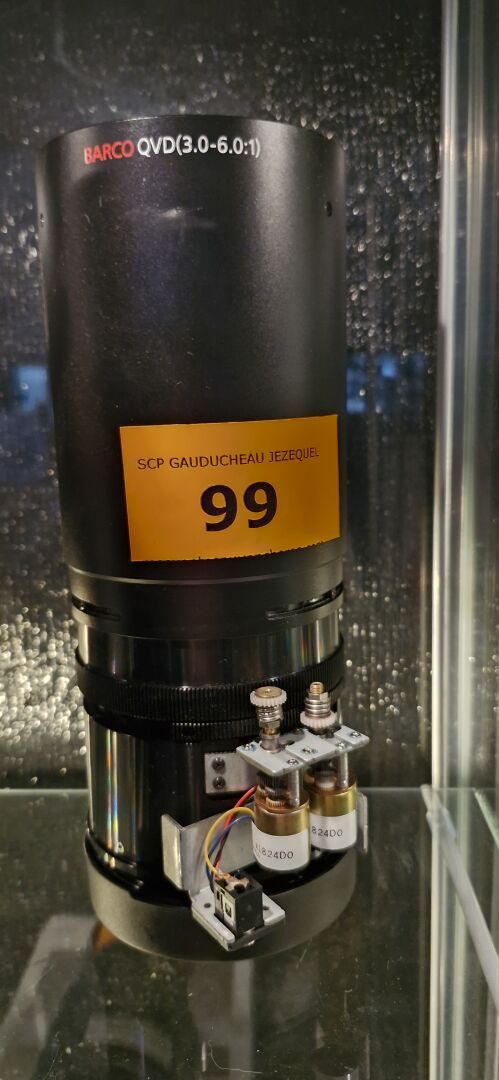 BARCO QVD(3.0-6.0:1)
SCP GAUDUCHEAU JEZEQUEL
99